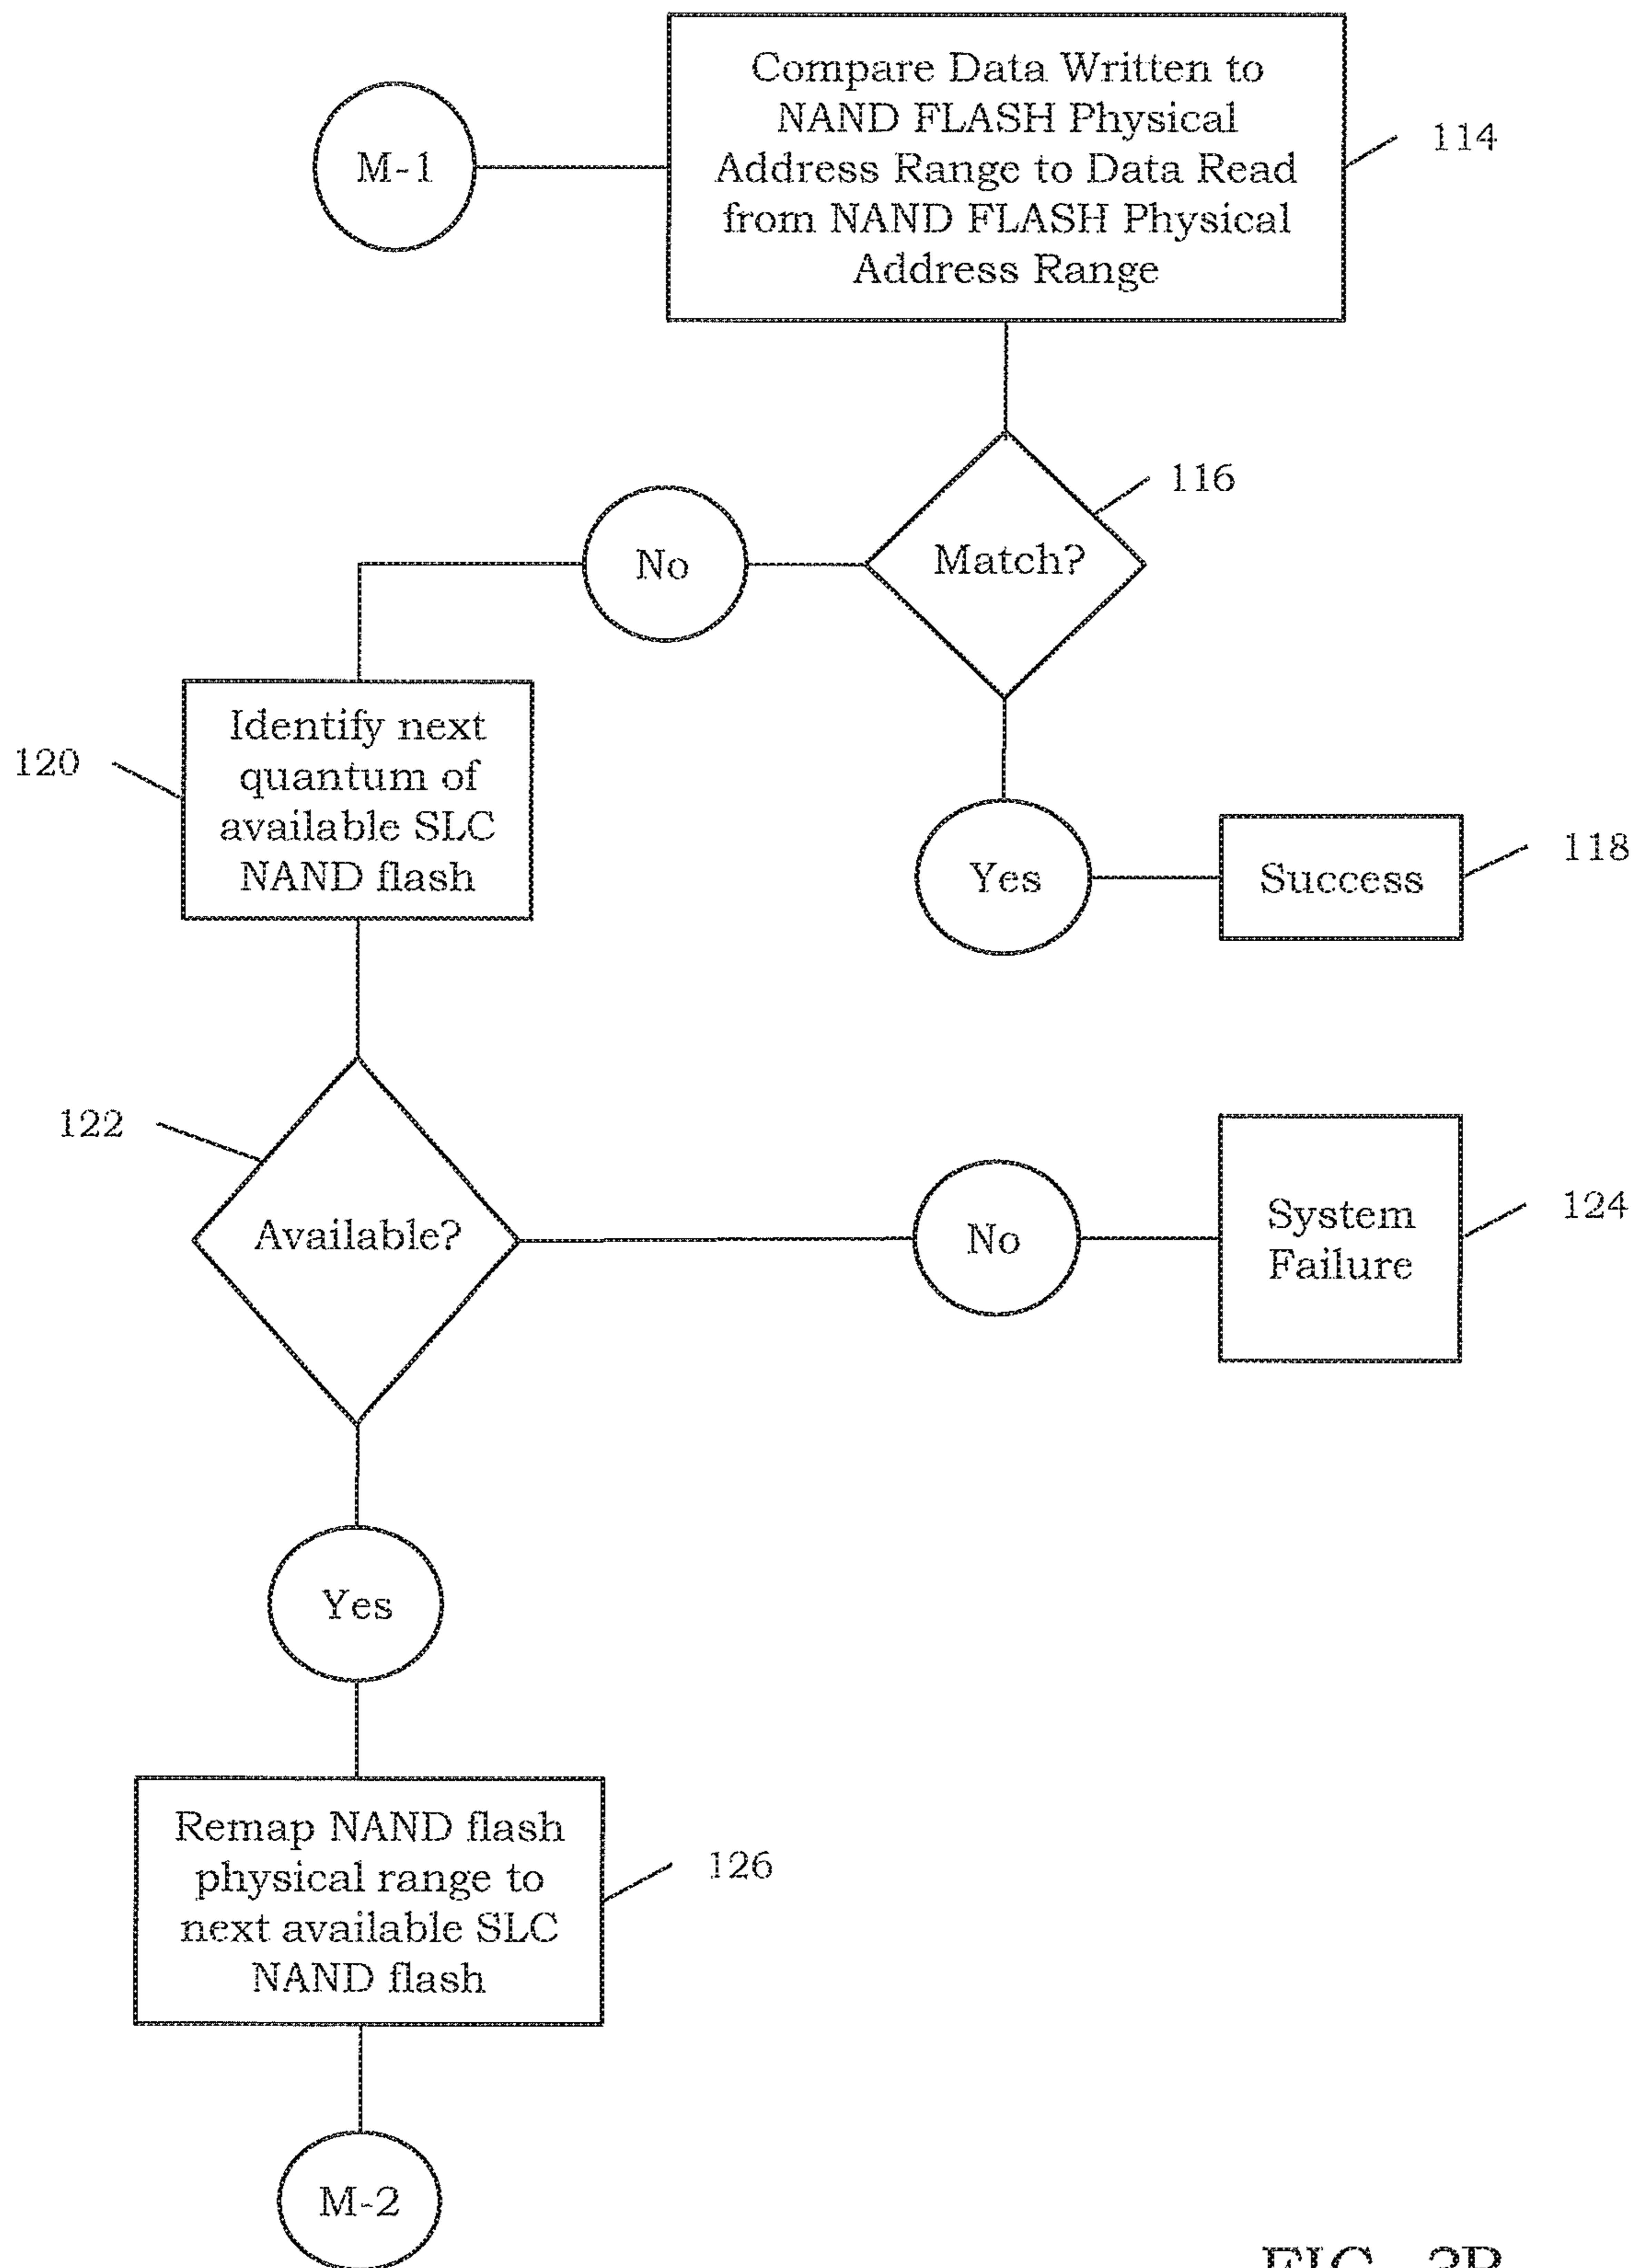 Compare Data Written to
NAND FLASH Physical
Address Range to Data Read
from NAND FLASH Physical
Address Range
M-1
114
116
Match?
No
Identify next
quantum of
available SLC
NAND flash
120
Yes
Success
118
122
Available?
No
System
Failure
124
Yes
Remap NAND flash
physical range to
next available SLC
NAND flash
126
M-2